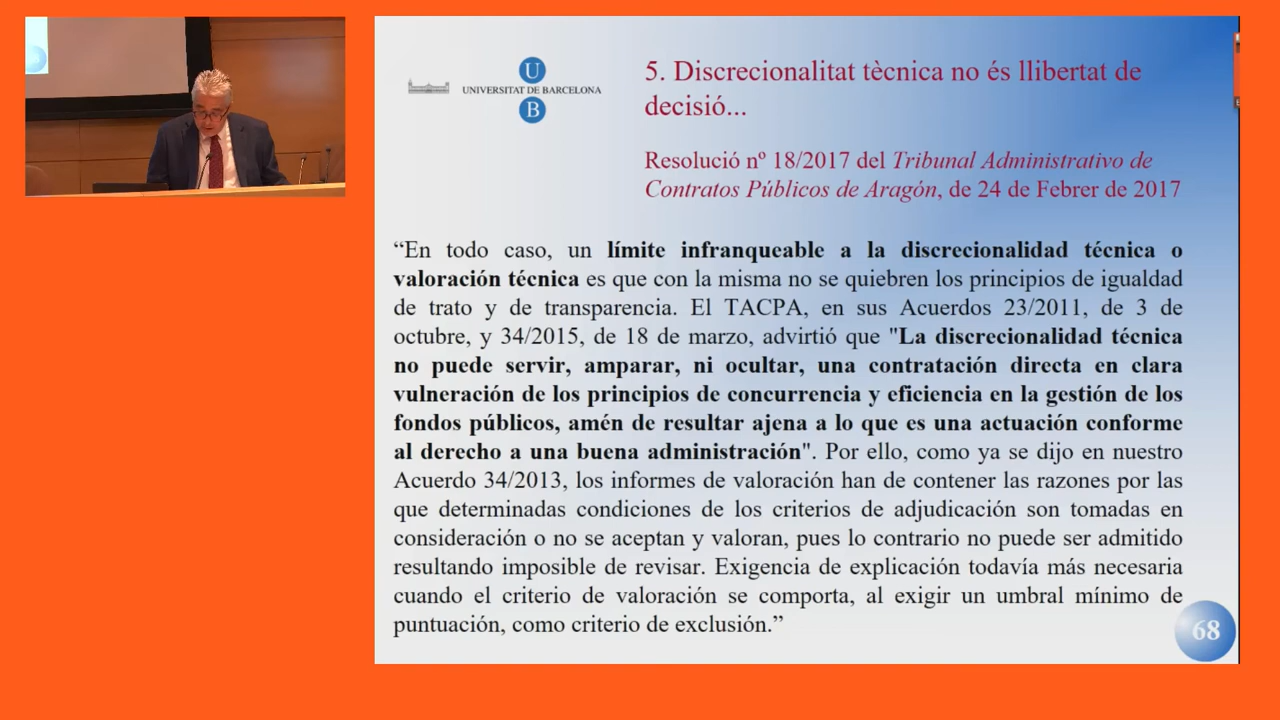 U
UNIVERSITAT DE BARCELONA
B
5. Discrecionalitat tècnica no és llibertat de
decisió...
Resolució nº 18/2017 del Tribunal Administrativo de
Contratos Públicos de Aragón, de 24 de Febrer de 2017
“En todo caso, un límite infranqueable a la discrecionalidad técnica o
valoración técnica es que con la misma no se quiebren los principios de igualdad
de trato y de transparencia. El TACPA, en sus Acuerdos 23/2011, de 3 de
octubre, y 34/2015, de 18 de marzo, advirtió que "La discrecionalidad técnica
no puede servir, amparar, ni ocultar, una contratación directa en clara
vulneración de los principios de concurrencia y eficiencia en la gestión de los
fondos públicos, amén de resultar ajena a lo que es una actuación conforme
al derecho a una buena administración". Por ello, como ya se dijo en nuestro
Acuerdo 34/2013, los informes de valoración han de contener las razones por las
que determinadas condiciones de los criterios de adjudicación son tomadas en
consideración o no se aceptan y valoran, pues lo contrario no puede ser admitido
resultando imposible de revisar. Exigencia de explicación todavía más necesaria
cuando el criterio de valoración se comporta, al exigir un umbral mínimo de
puntuación, como criterio de exclusión.”
68